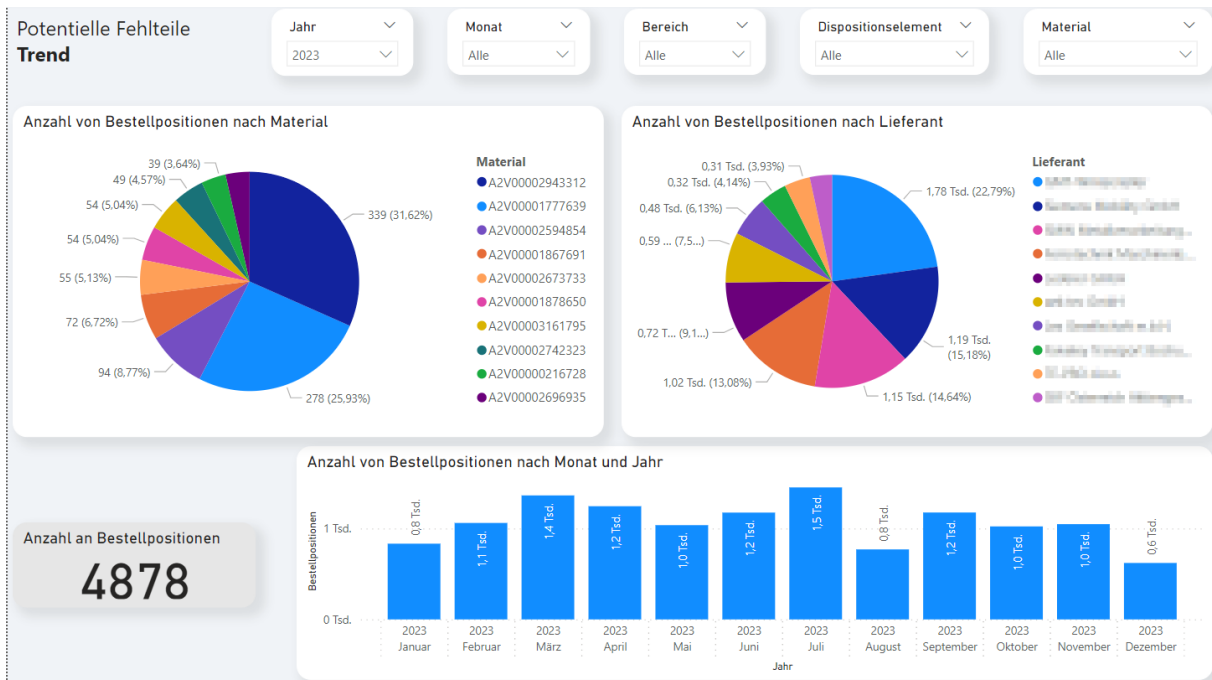 Potentielle Fehlteile
Trend
Jahr
2023
Monat
Alle
Bereich
Alle
Dispositionselement
Alle
Material
Alle
Anzahl von Bestellpositionen nach Material
39 (3,64%)
49 (4,57%)
54 (5,04%)
54 (5,04%)
55 (5,13%)
72 (6,72%)
94 (8,77%)
339 (31,62%)
278 (25,93%)
Material
A2V00002943312
A2V00001777639
A2V00002594854
A2V00001867691
A2V00002673733
A2V00001878650
A2V00003161795
A2V00002742323
A2V00000216728
A2V00002696935
Anzahl von Bestellpositionen nach Lieferant
0.31 Tsd. (3,93%)
0.32 Tsd. (4,14%)
0,48 Tsd. (6,13%)
0,59 ... (7,5...)
0,72 T... (9,1...)
1,02 Tsd. (13,08%)
1,78 Tsd. (22,79%)
1,19 Tsd.
(15,18%)
1,15 Tsd. (14,64%)
Lieferant
Anzahl von Bestellpositionen nach Monat und Jahr
Bestellpositionen
1 Tsd.
0 Tsd.
0,8 Tsd.
1,1 Tsd.
1,4 Tsd.
1,2 Tsd.
1,0 Tsd.
1,2 Tsd.
1,5 Tsd.
0,8 Tsd.
1,2 Tsd.
1,0 Tsd.
1,0 Tsd.
0,6 Tsd.
2023 2023 2023 2023 2023 2023 2023 2023 2023 2023 2023 2023
Januar Februar März April Mai Juni Juli August September Oktober November Dezember
Jahr
Anzahl an Bestellpositionen
4878